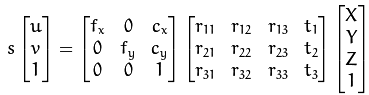 s [u v 1] = [f_x 0 c_x; 0 f_y c_y; 0 0 1] [r_11 r_12 r_13 t_1; r_21 r_22 r_23 t_2; r_31 r_32 r_33 t_3] [X Y Z 1]